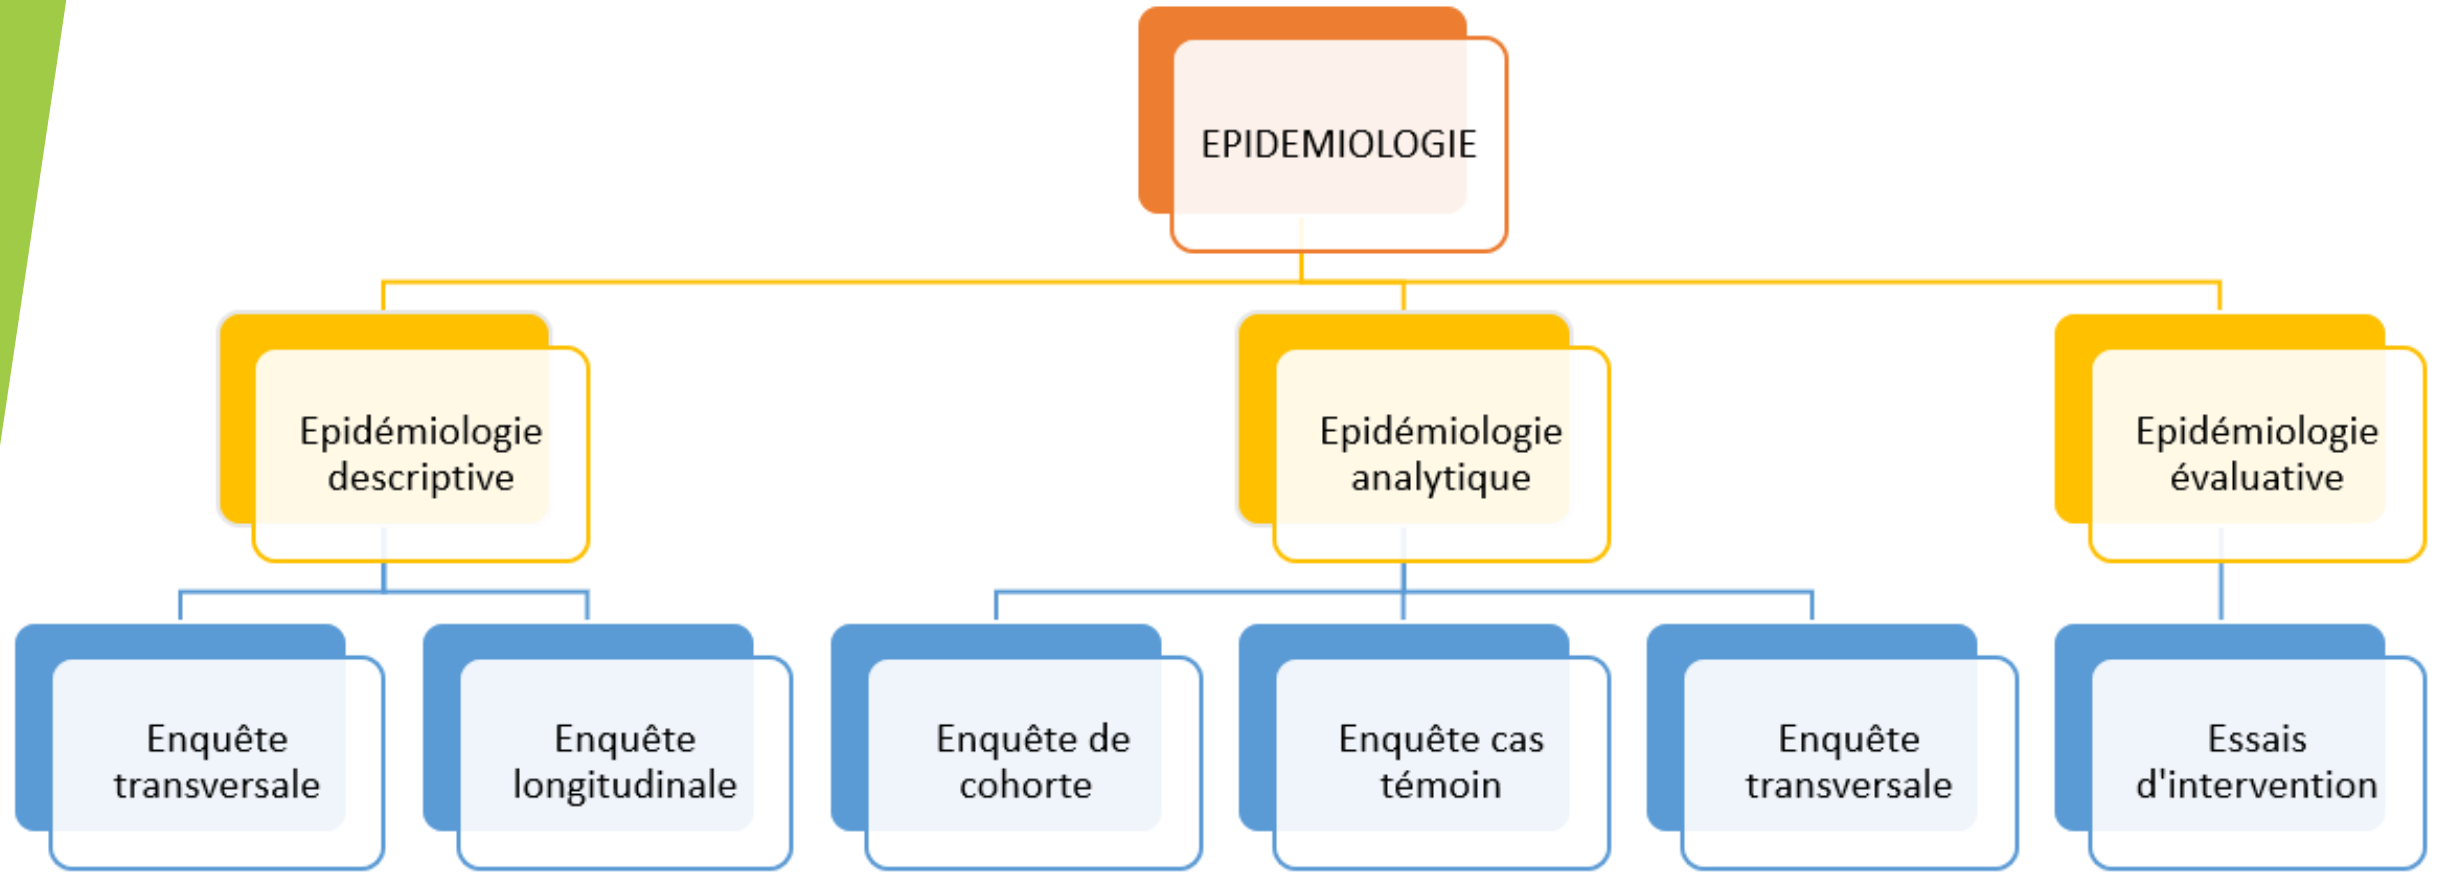 EPIDEMIOLOGIE
Epidémiologie
descriptive
Epidémiologie
analytique
Epidémiologie
évaluative
Enquête
transversale
Enquête
longitudinale
Enquête de
cohorte
Enquête cas
témoin
Enquête
transversale
Essais
d'intervention